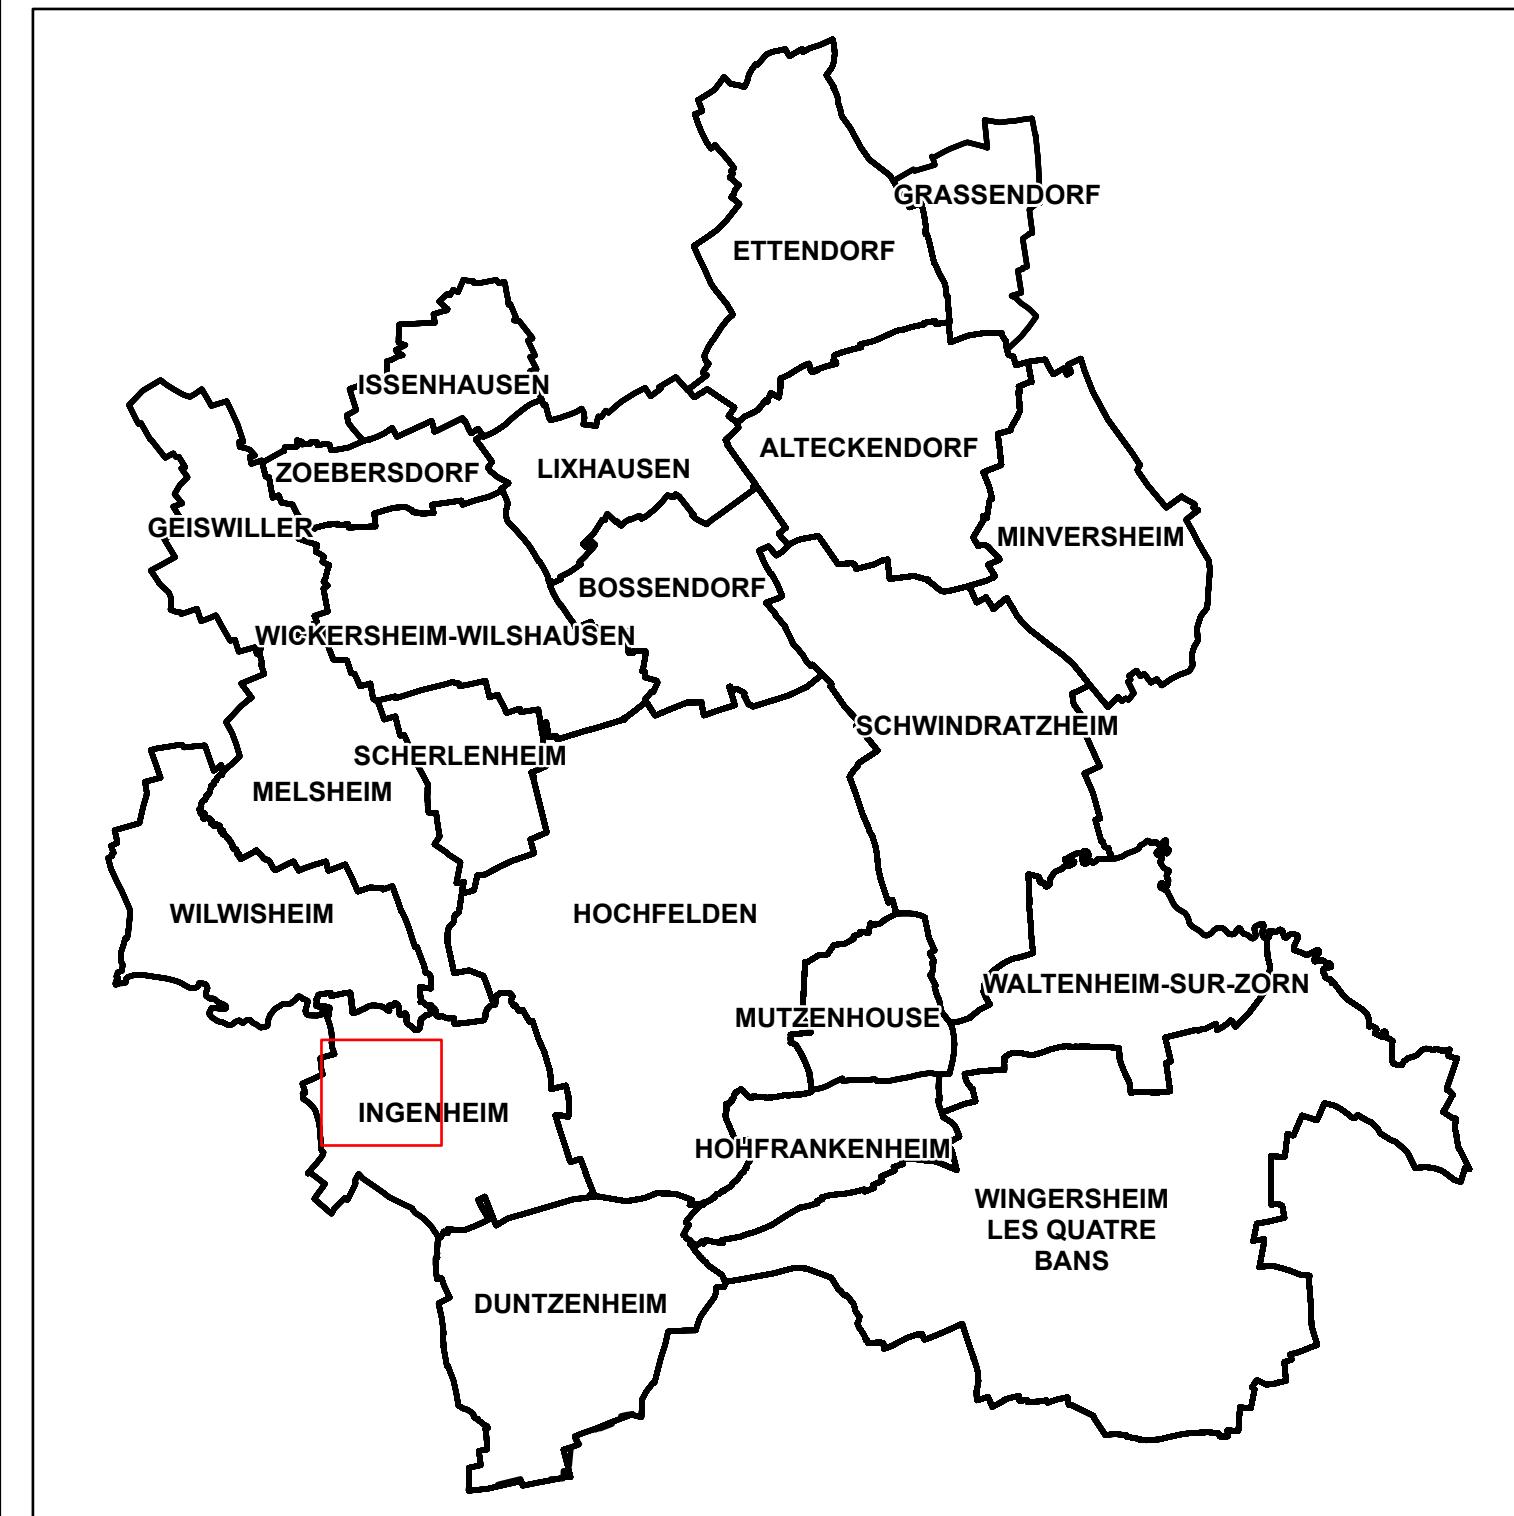 GRASSENDORF
ETTENDORF
ISSENHAUSEN
ALTECKENDORF
LIXHAUSEN
ZOEBERSDORF
GEISWILLER
MINVERSHEIM
BOSSENDORF
WICKERSHEIM-WILSHAUSEN
SCHWINDRATZHEIM
SCHERLENHEIM
MELSHEIM
WILWISHEIM
HOCHFELDEN
WALTENHEIM-SUR-ZORN
MUTZENHOUSE
INGENHEIM
HOHFRANKENHEIM
WINGERSHEIM
LES QUATRE
BANS
DUNTZENHEIM